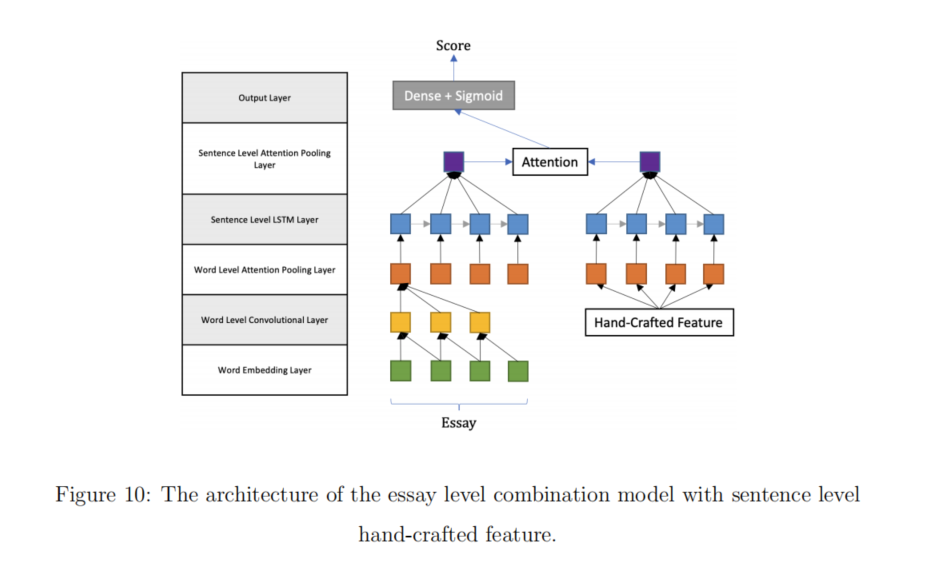 Score
Output Layer
Dense + Sigmoid
Sentence Level Attention Pooling
Layer
Attention
Sentence Level LSTM Layer
Word Level Attention Pooling Layer
Word Level Convolutional Layer
Hand-Crafted Feature
Word Embedding Layer
Essay
Figure 10: The architecture of the essay level combination model with sentence level
hand-crafted feature.